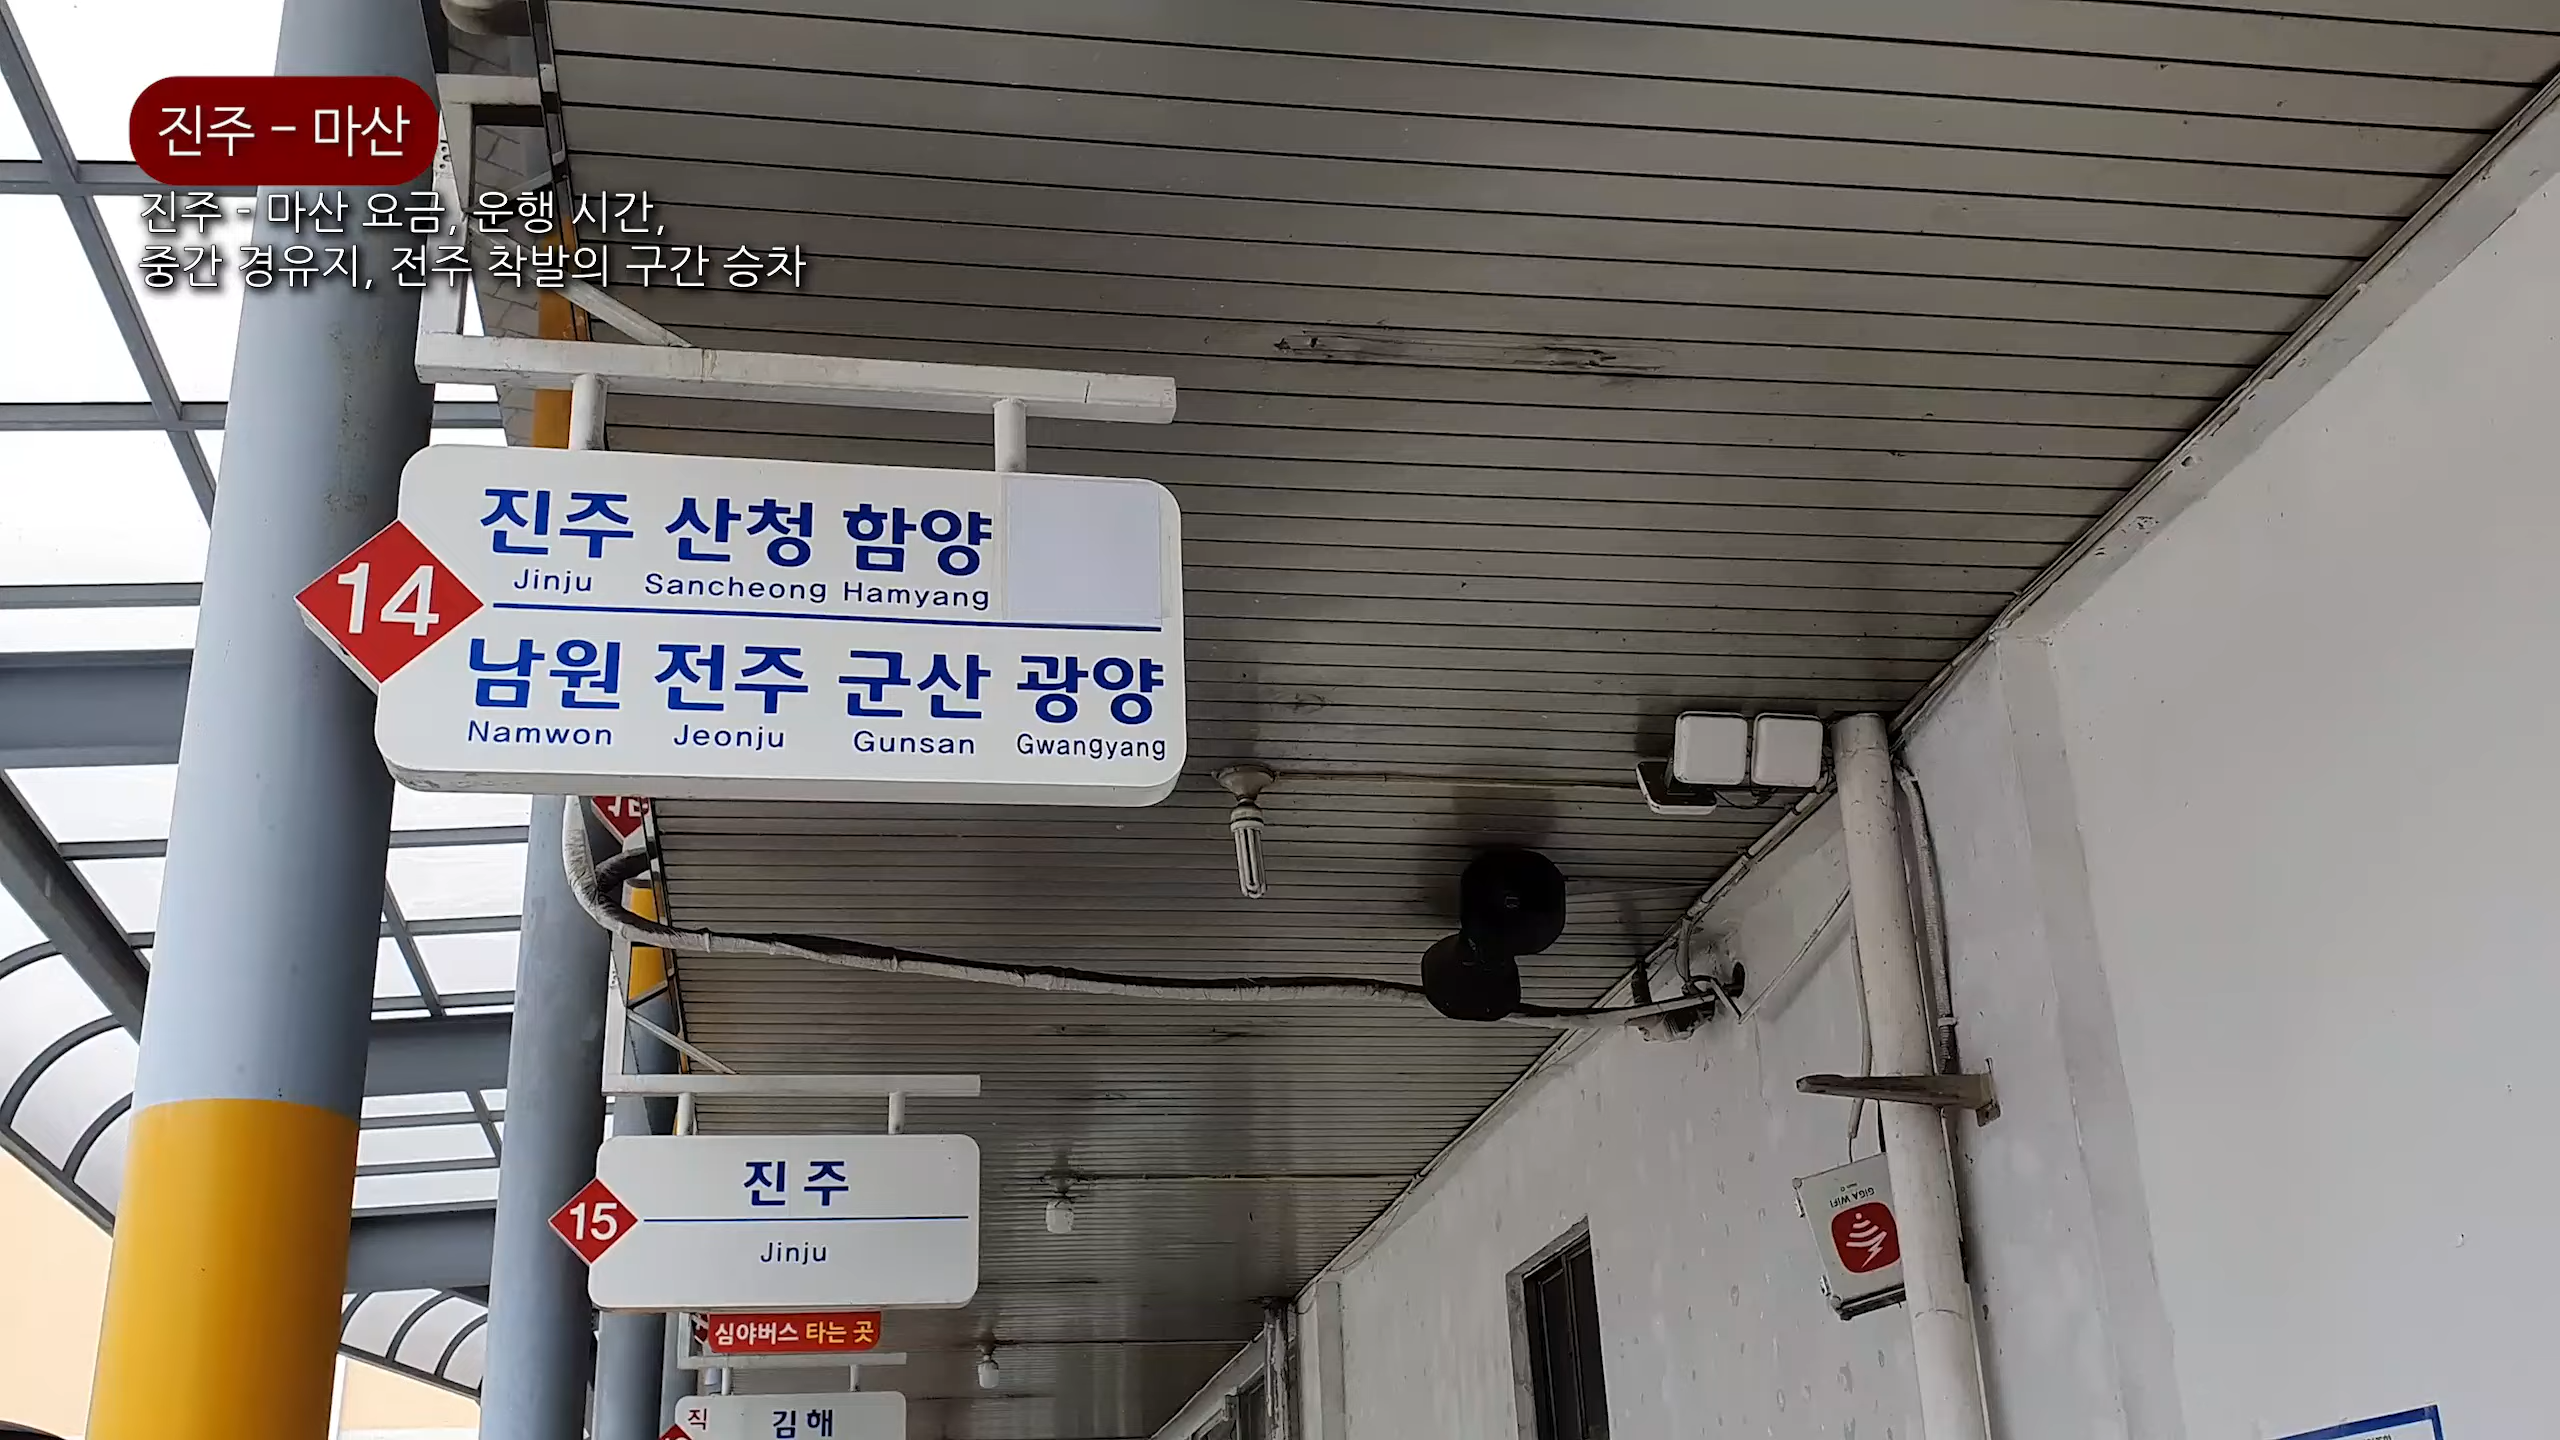 진주 – 마산
진주 - 마산 요금, 운행 시간,
중간 경유지, 전주 착발의 구간 승차
14
진주 산청 함양
Jinju Sancheong Hamyang
남원 전주 군산 광양
Namwon Jeonju Gunsan Gwangyang
15
진주
Jinju
심야버스 타는 곳
직
김해
GiGA WiFi